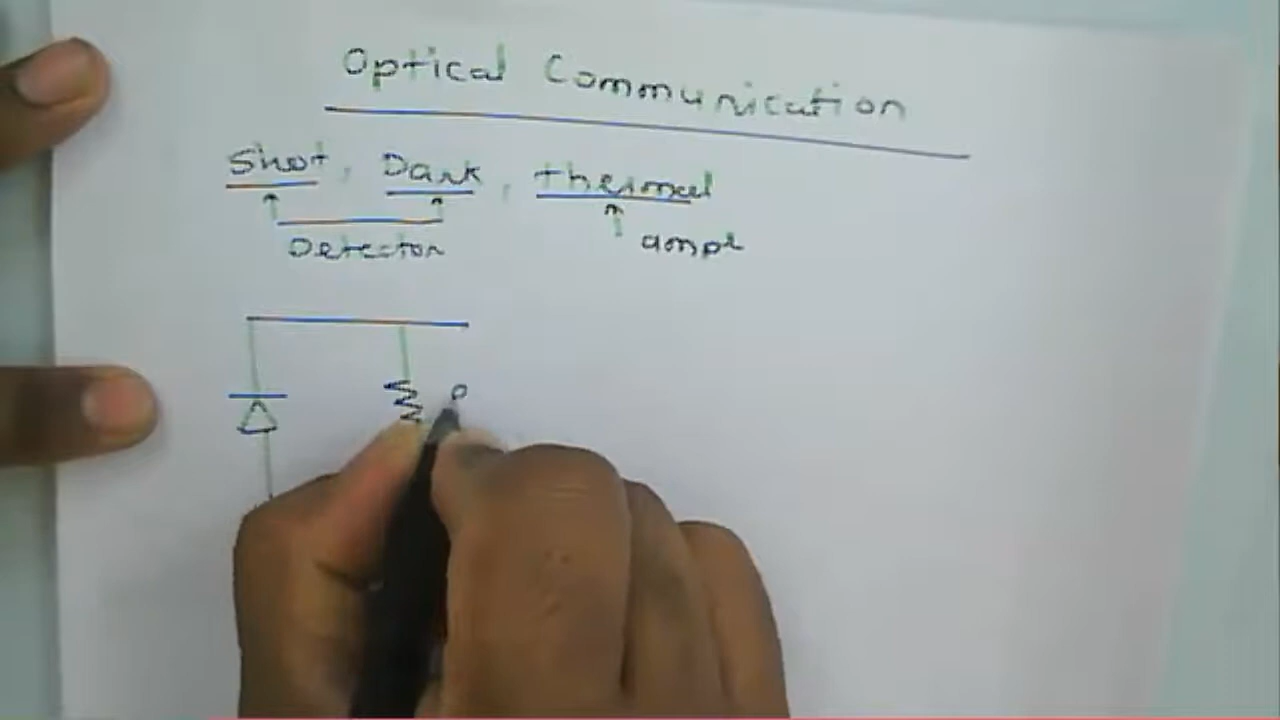 Optical Communication
Shot, Dark, thermal
Detector ampl